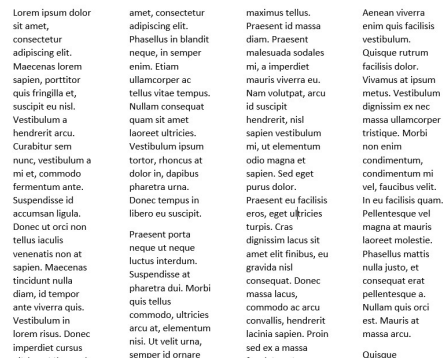 Lorem ipsum dolor
sit amet,
consectetur
adipiscing elit.
Maecenas lorem
sapien, porttitor
quis fringilla et,
suscipit eu nisl.
Vestibulum a
hendrerit arcu.
Curabitur sem
nunc, vestibulum a
mi et, commodo
fermentum ante.
Suspendisse id
accumsan ligula.
Donec ut orci non
tellus iaculis
venenatis non at
sapien. Maecenas
tincidunt nulla
diam, id tempor
ante viverra quis.
Vestibulum in
lorem risus. Donec
imperdiet cursus
amet, consectetur
adipiscing elit.
Phasellus in blandit
neque, in semper
enim. Etiam
ullamcorper ac
tellus vitae tempus.
Nullam consequat
quam sit amet
laoreet ultricies.
Vestibulum ipsum
tortor, rhoncus at
dolor in, dapibus
pharetra urna.
Donec tempus in
libero eu suscipit.
Praesent porta
neque ut neque
luctus interdum.
Suspendisse at
pharetra dui. Morbi
quis tellus
commodo, ultricies
arcu at, elementum
nisi. Ut velit urna,
semper id ornare
maximus tellus.
Praesent id massa
diam. Praesent
malesuada sodales
mi, a imperdiet
mauris viverra eu.
Nam volutpat, arcu
id suscipit
hendrerit, nisl
sapien vestibulum
mi, ut elementum
odio magna et
sapien. Sed eget
purus dolor.
Praesent eu facilisis
eros, eget ultricies
turpis. Cras
dignissim lacus sit
amet elit finibus, eu
gravida nisl
consequat. Donec
massa lacus,
commodo ac arcu
convallis, hendrerit
lacinia sapien. Proin
sed ex a massa
Aenean viverra
enim quis facilisis
vestibulum.
Quisque rutrum
facilisis dolor.
Vivamus at ipsum
metus. Vestibulum
dignissim ex nec
massa ullamcorper
tristique. Morbi
non enim
condimentum,
condimentum mi
vel, faucibus velit.
In eu facilisis quam.
Pellentesque vel
magna at mauris
laoreet molestie.
Phasellus mattis
nulla justo, et
consequat erat
pellentesque a.
Nullam quis orci
est. Mauris at
massa arcu.
Quisque